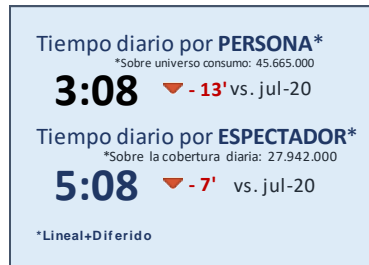 Tiempo diario por PERSONA*
*Sobre universo consumo: 45.665.000
3:08 - 13' vs. jul-20
Tiempo diario por ESPECTADOR*
*Sobre la cobertura diaria: 27.942.000
5:08 - 7' vs. jul-20
*Lineal+Diferido